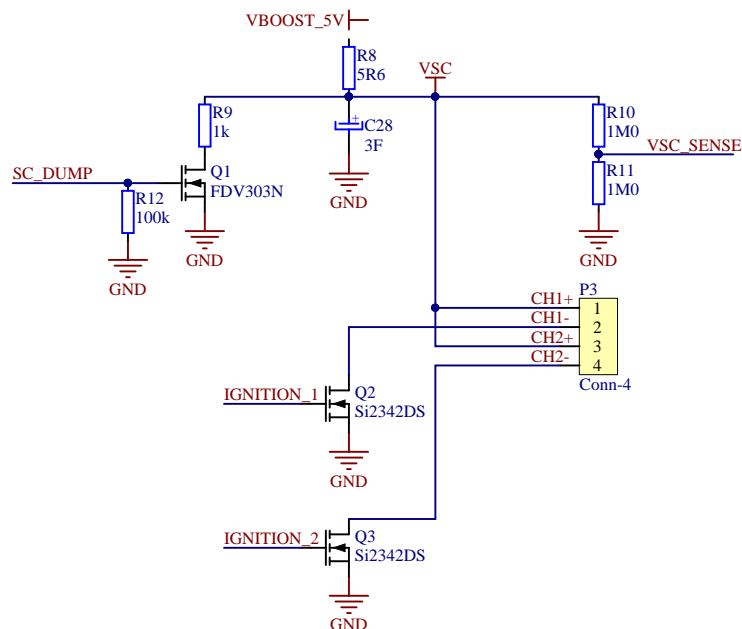 VBOOST_5V
R8
5R6
VSC
R9
1k
C28
3F
R10
1M0
VSC_SENSE
SC_DUMP
Q1
FDV303N
R11
1M0
R12
100k
GND
GND
GND
GND
P3
CH1+
1
CH1-
2
CH2+
3
CH2-
4
Conn-4
IGNITION_1
Q2
Si2342DS
GND
IGNITION_2
Q3
Si2342DS
GND